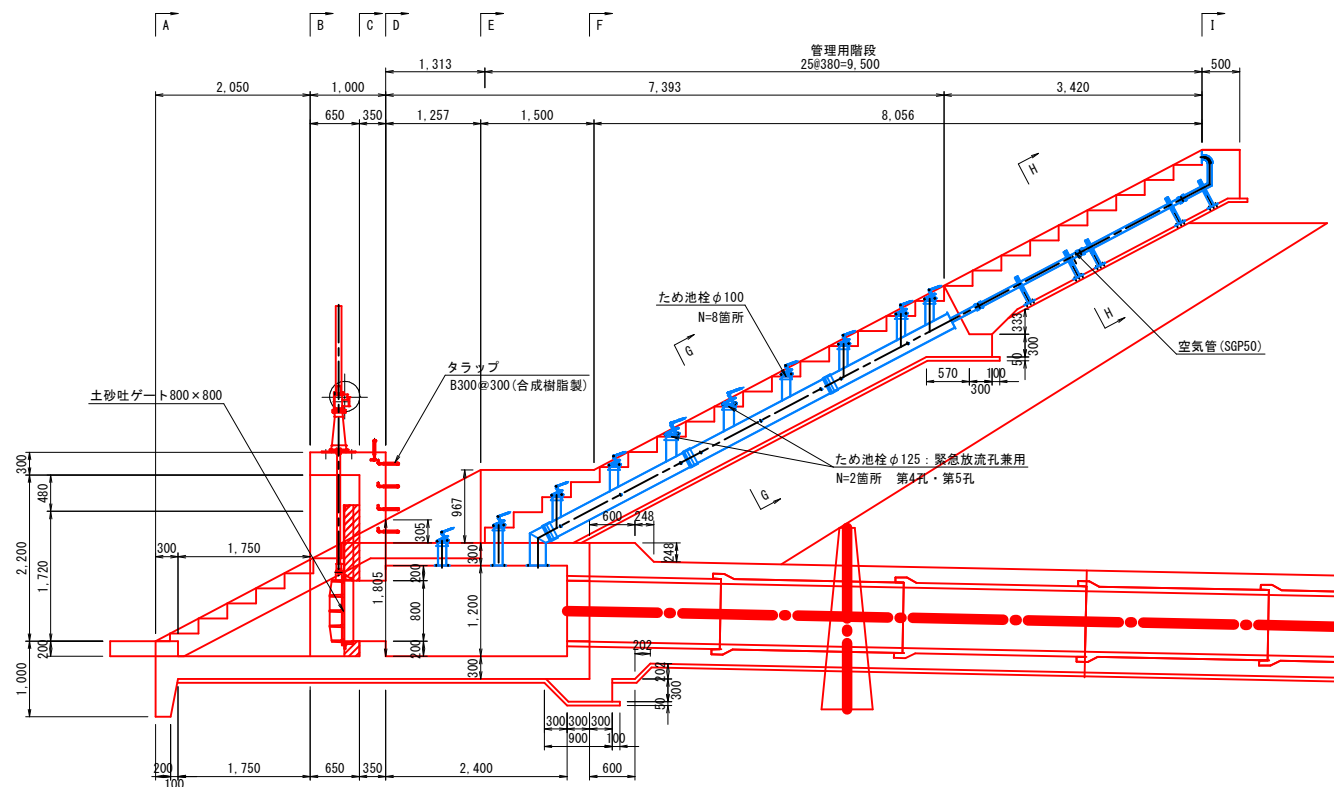 A
B
C
D
E
F
I
管理用階段
1,313
25@380=9,500
500
2,050
1,000
7,393
3,420
650
350
1,257
1,500
8,056
H
ため池栓φ100
N=8箇所
G
H
333
300
50
空気管(SGP50)
タラップ
B300@300(合成樹脂製)
土砂吐ゲート800×800
570
100
300
ため池栓φ125：緊急放流孔兼用
N=2箇所 第4孔・第5孔
G
300
480
967
600
248
305
300
1,750
300
248
2,200
1,720
200
1,805
800
1,200
200
200
300
202
202
300
50
1,000
300
300
300
900
100
200
100
1,750
650
350
2,400
600